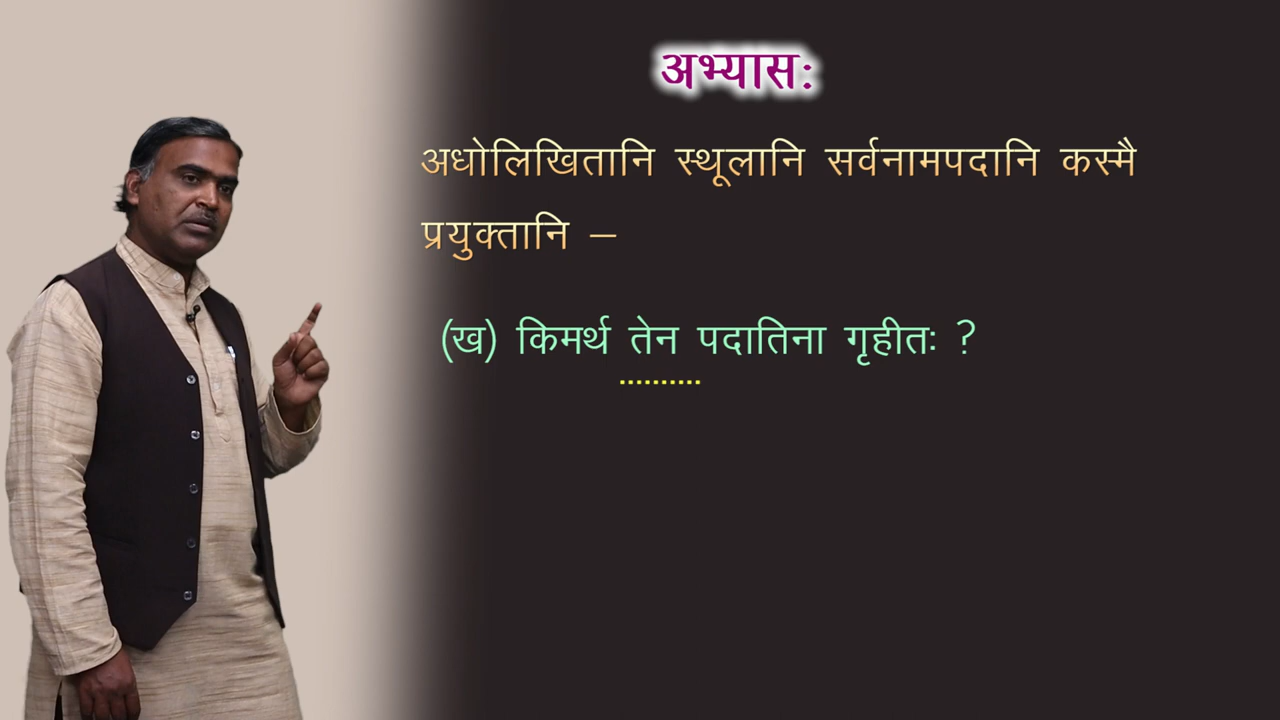 अभ्यासः
अधोलिखितानि स्थूलानि सर्वनामपदानि कस्मै
प्रयुक्तानि –
(ख) किमर्थ तेन पदातिना गृहीतः ?
..........